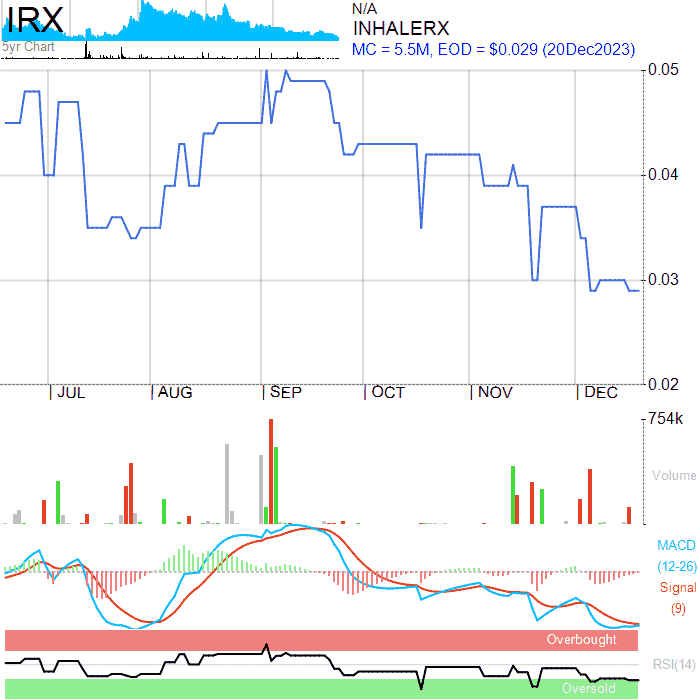 IRX
5yr Chart
N/A
INHALERX
MC = 5.5M, EOD = $0.029 (20Dec2023)
0.05
0.04
0.03
0.02
JUL AUG SEP OCT NOV DEC
754k
Volume
MACD
(12-26)
Signal
(9)
Overbought
RSI(14)
Oversold